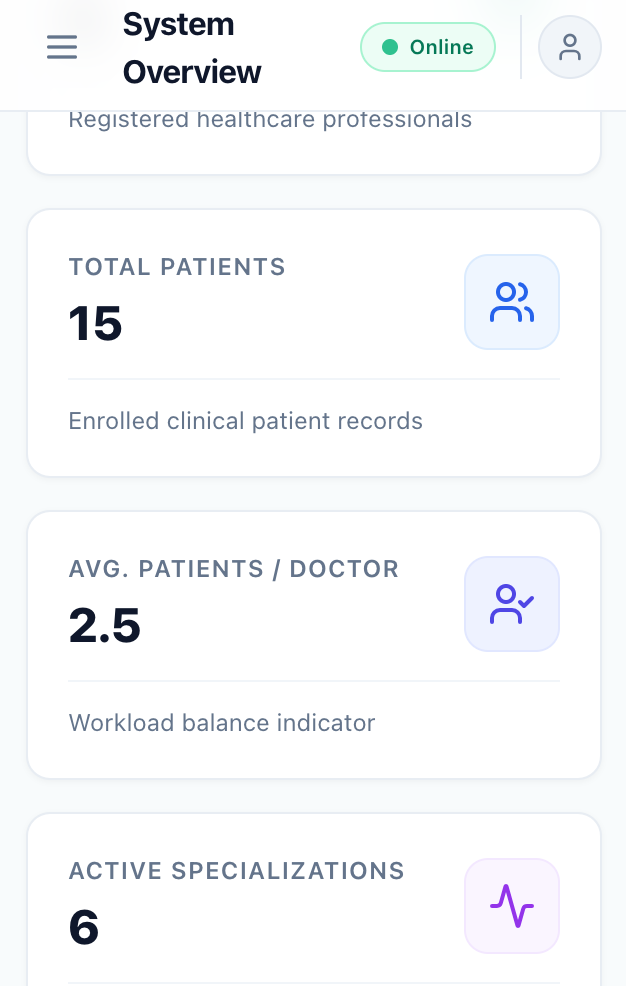 System
Overview
Online
Registered healthcare professionals
TOTAL PATIENTS
15
Enrolled clinical patient records
AVG. PATIENTS / DOCTOR
2.5
Workload balance indicator
ACTIVE SPECIALIZATIONS
6